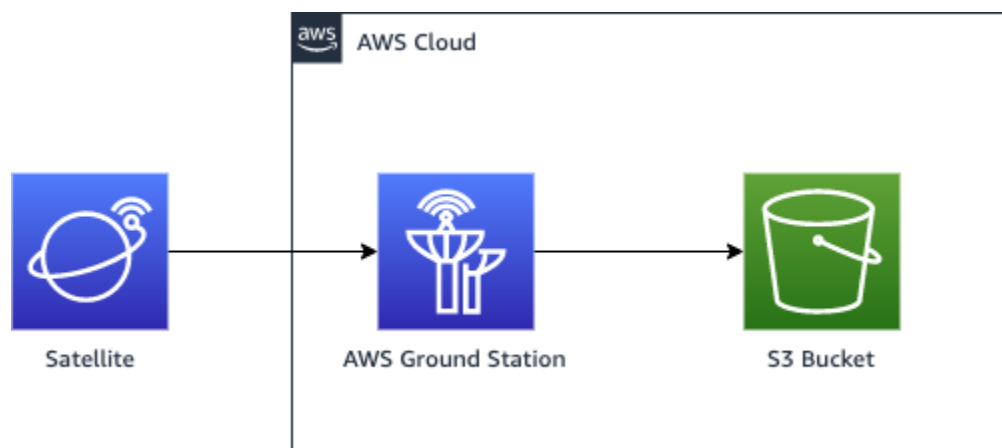 aws
AWS Cloud
Satellite
AWS Ground Station
S3 Bucket